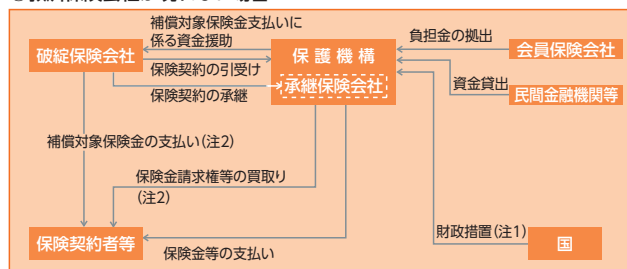 補償対象保険金支払いに
係る資金援助
負担金の拠出
破綻保険会社
保護機構
会員保険会社
保険契約の引受け
承継保険会社
資金貸出
民間金融機関等
保険契約の承継
補償対象保険金の支払い(注2)
保険金請求権等の買取り
(注2)
財政措置(注1)
保険契約者等
国
保険金等の支払い